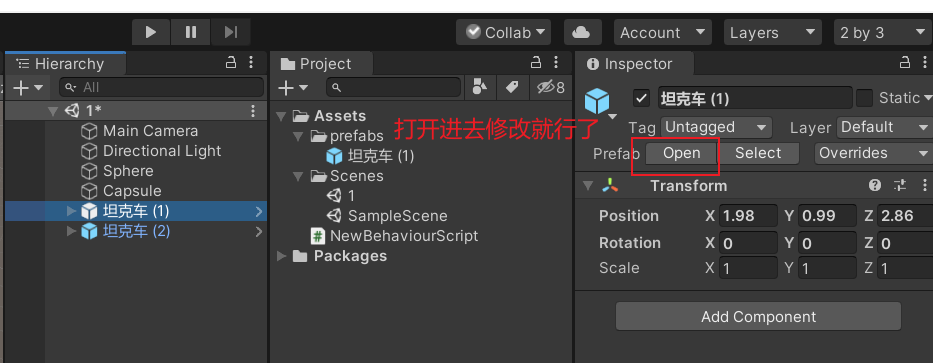 Collab
Account
Layers
2 by 3
Hierarchy
All
1*
Main Camera
Directional Light
Sphere
Capsule
坦克车 (1)
坦克车 (2)
Project
8
Assets
prefabs
坦克车 (1)
Scenes
1
SampleScene
NewBehaviourScript
Packages
打开进去修改就行了
Inspector
坦克车 (1) Static
Tag Untagged Layer Default
Prefab Open Select Overrides
Transform
Position X 1.98 Y 0.99 Z 2.86
Rotation X 0 Y 0 Z 0
Scale X 1 Y 1 Z 1
Add Component